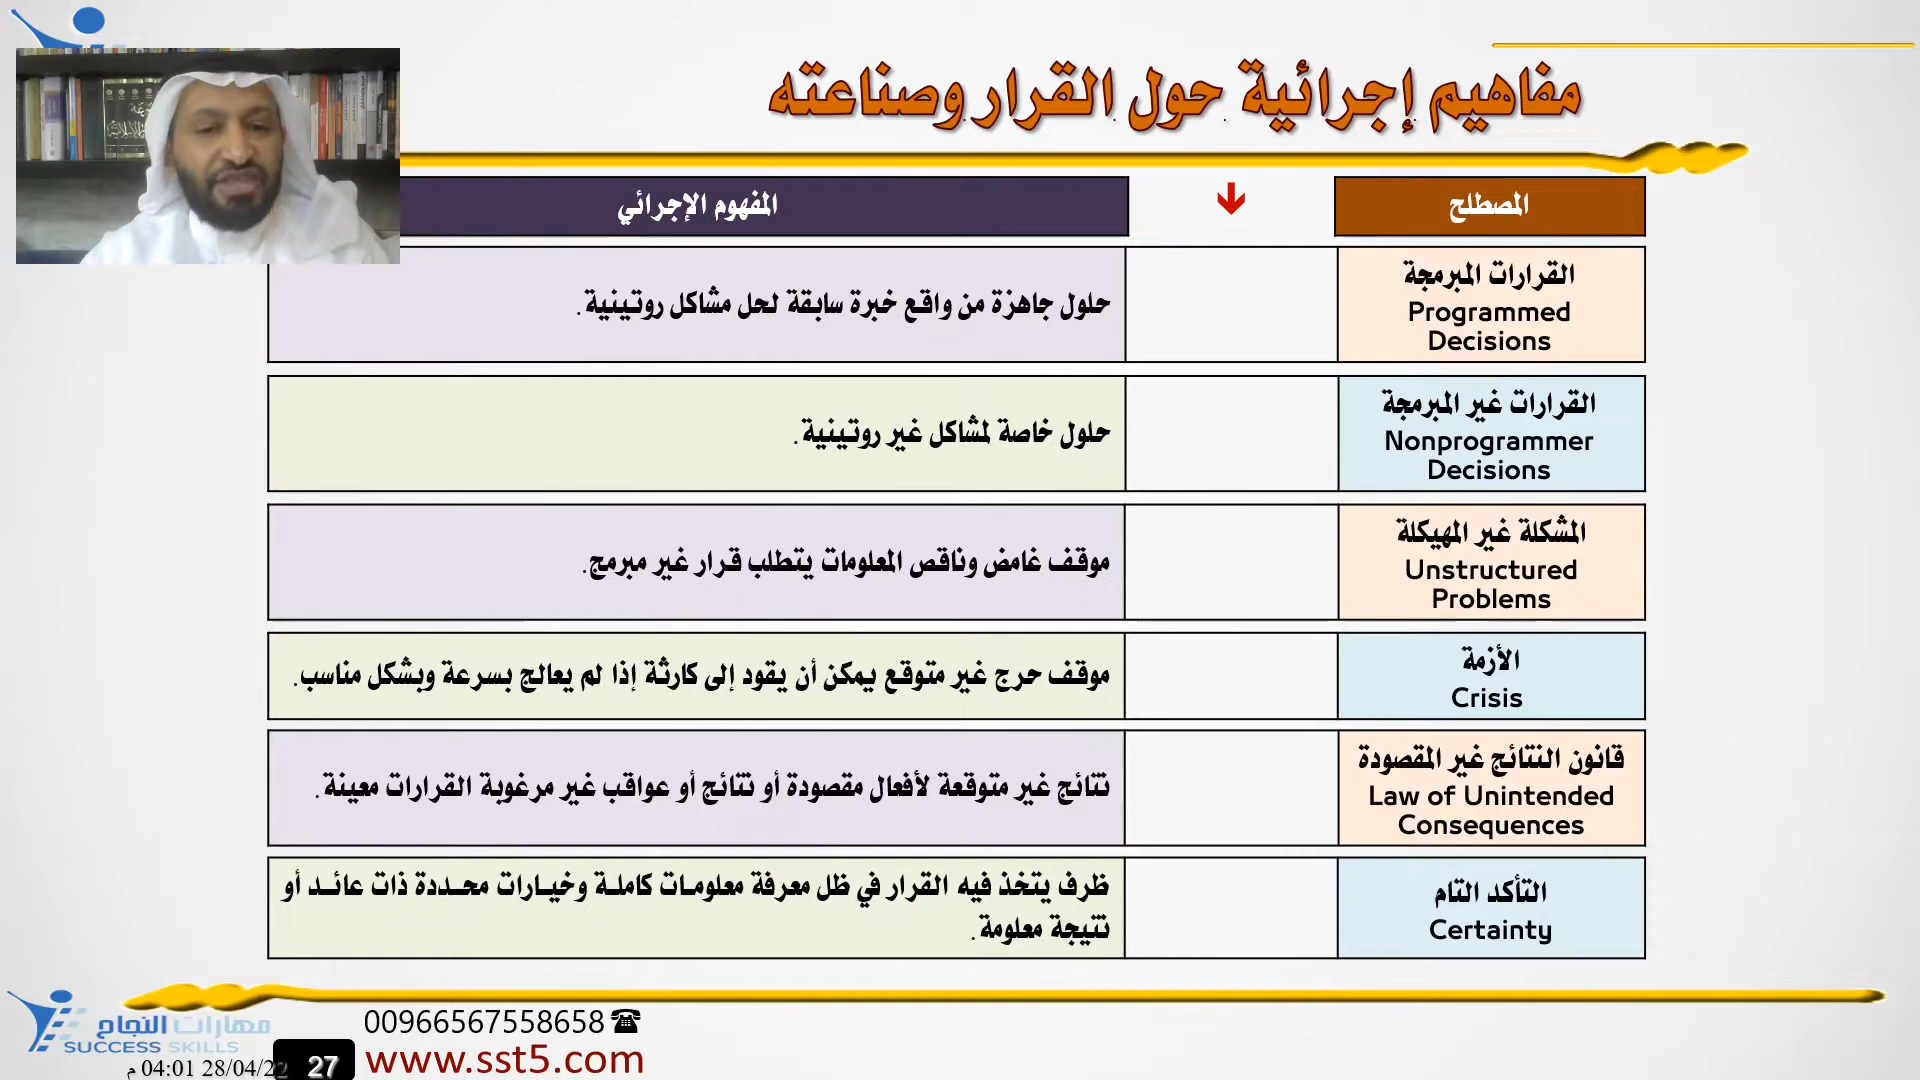 مفاهيم إجرائية حول القرار وصناعته
المصطلح
المفهوم الإجرائي
القرارات المبرمجة
Programmed
Decisions
حلول جاهزة من واقع خبرة سابقة لحل مشاكل روتينية.
القرارات غير المبرمجة
Nonprogrammer
Decisions
حلول خاصة لمشاكل غير روتينية.
المشكلة غير المهيكلة
Unstructured
Problems
موقف غامض وناقص المعلومات يتطلب قرار غير مبرمج.
الأزمة
Crisis
موقف حرج غير متوقع يمكن أن يقود إلى كارثة إذا لم يعالج بسرعة وبشكل مناسب.
قانون النتائج غير المقصودة
Law of Unintended
Consequences
نتائج غير متوقعة لأفعال مقصودة أو نتائج أو عواقب غير مرغوبة القرارات معينة.
التأكد التام
Certainty
ظرف يتخذ فيه القرار في ظل معرفة معلومات كاملة وخيارات محددة ذات عائد أو
نتيجة معلومة.
مهارات النجاح
SUCCESS SKILLS
00966567558658
www.sst5.com
28/04/22 04:01 م
27